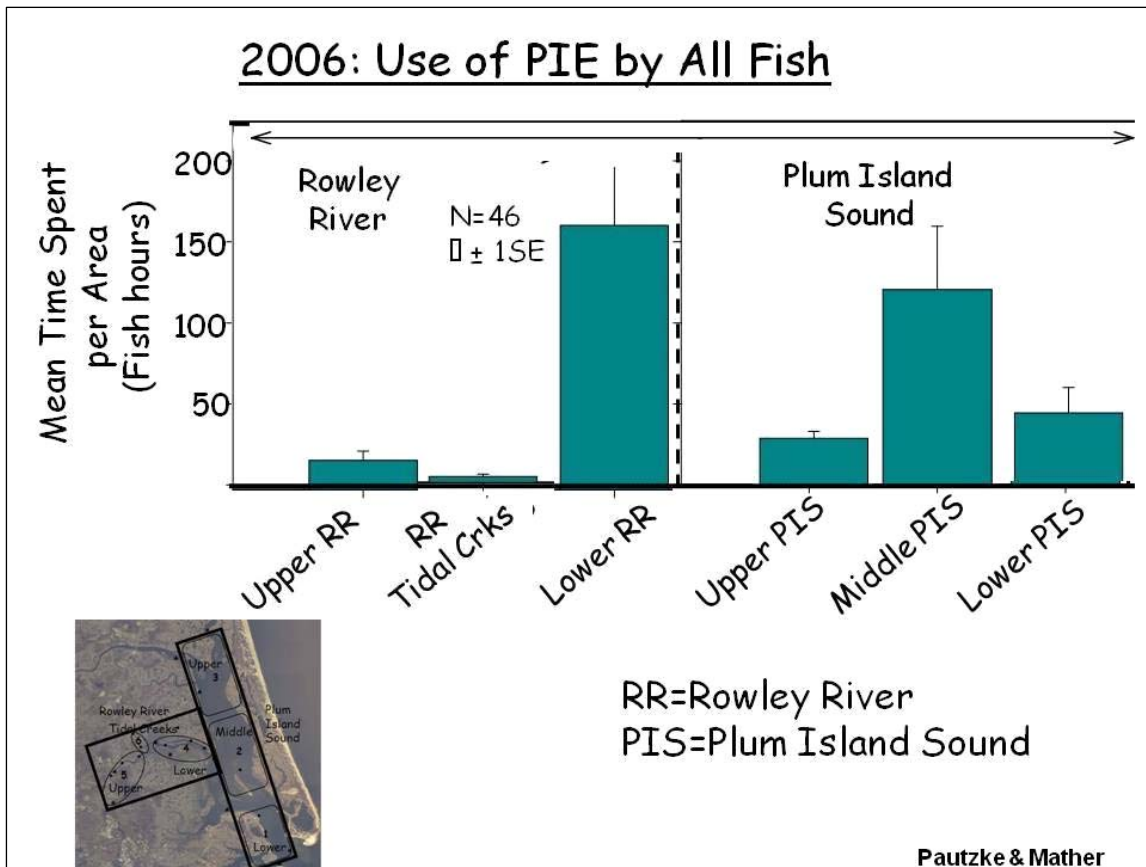 2006: Use of PIE by All Fish
Mean Time Spent
per Area
(Fish hours)
200
150
100
50
Rowley
River
N=46
▯ ± 1SE
Plum Island
Sound
Upper RR
RR
Tidal Crks
Lower RR
Upper PIS
Middle PIS
Lower PIS
Upper
3
Rowley River
Tidal Creeks
6
4
Lower
5
Upper
Middle
2
Plum
Island
Sound
1
Lower
RR=Rowley River
PIS=Plum Island Sound
Pautzke & Mather